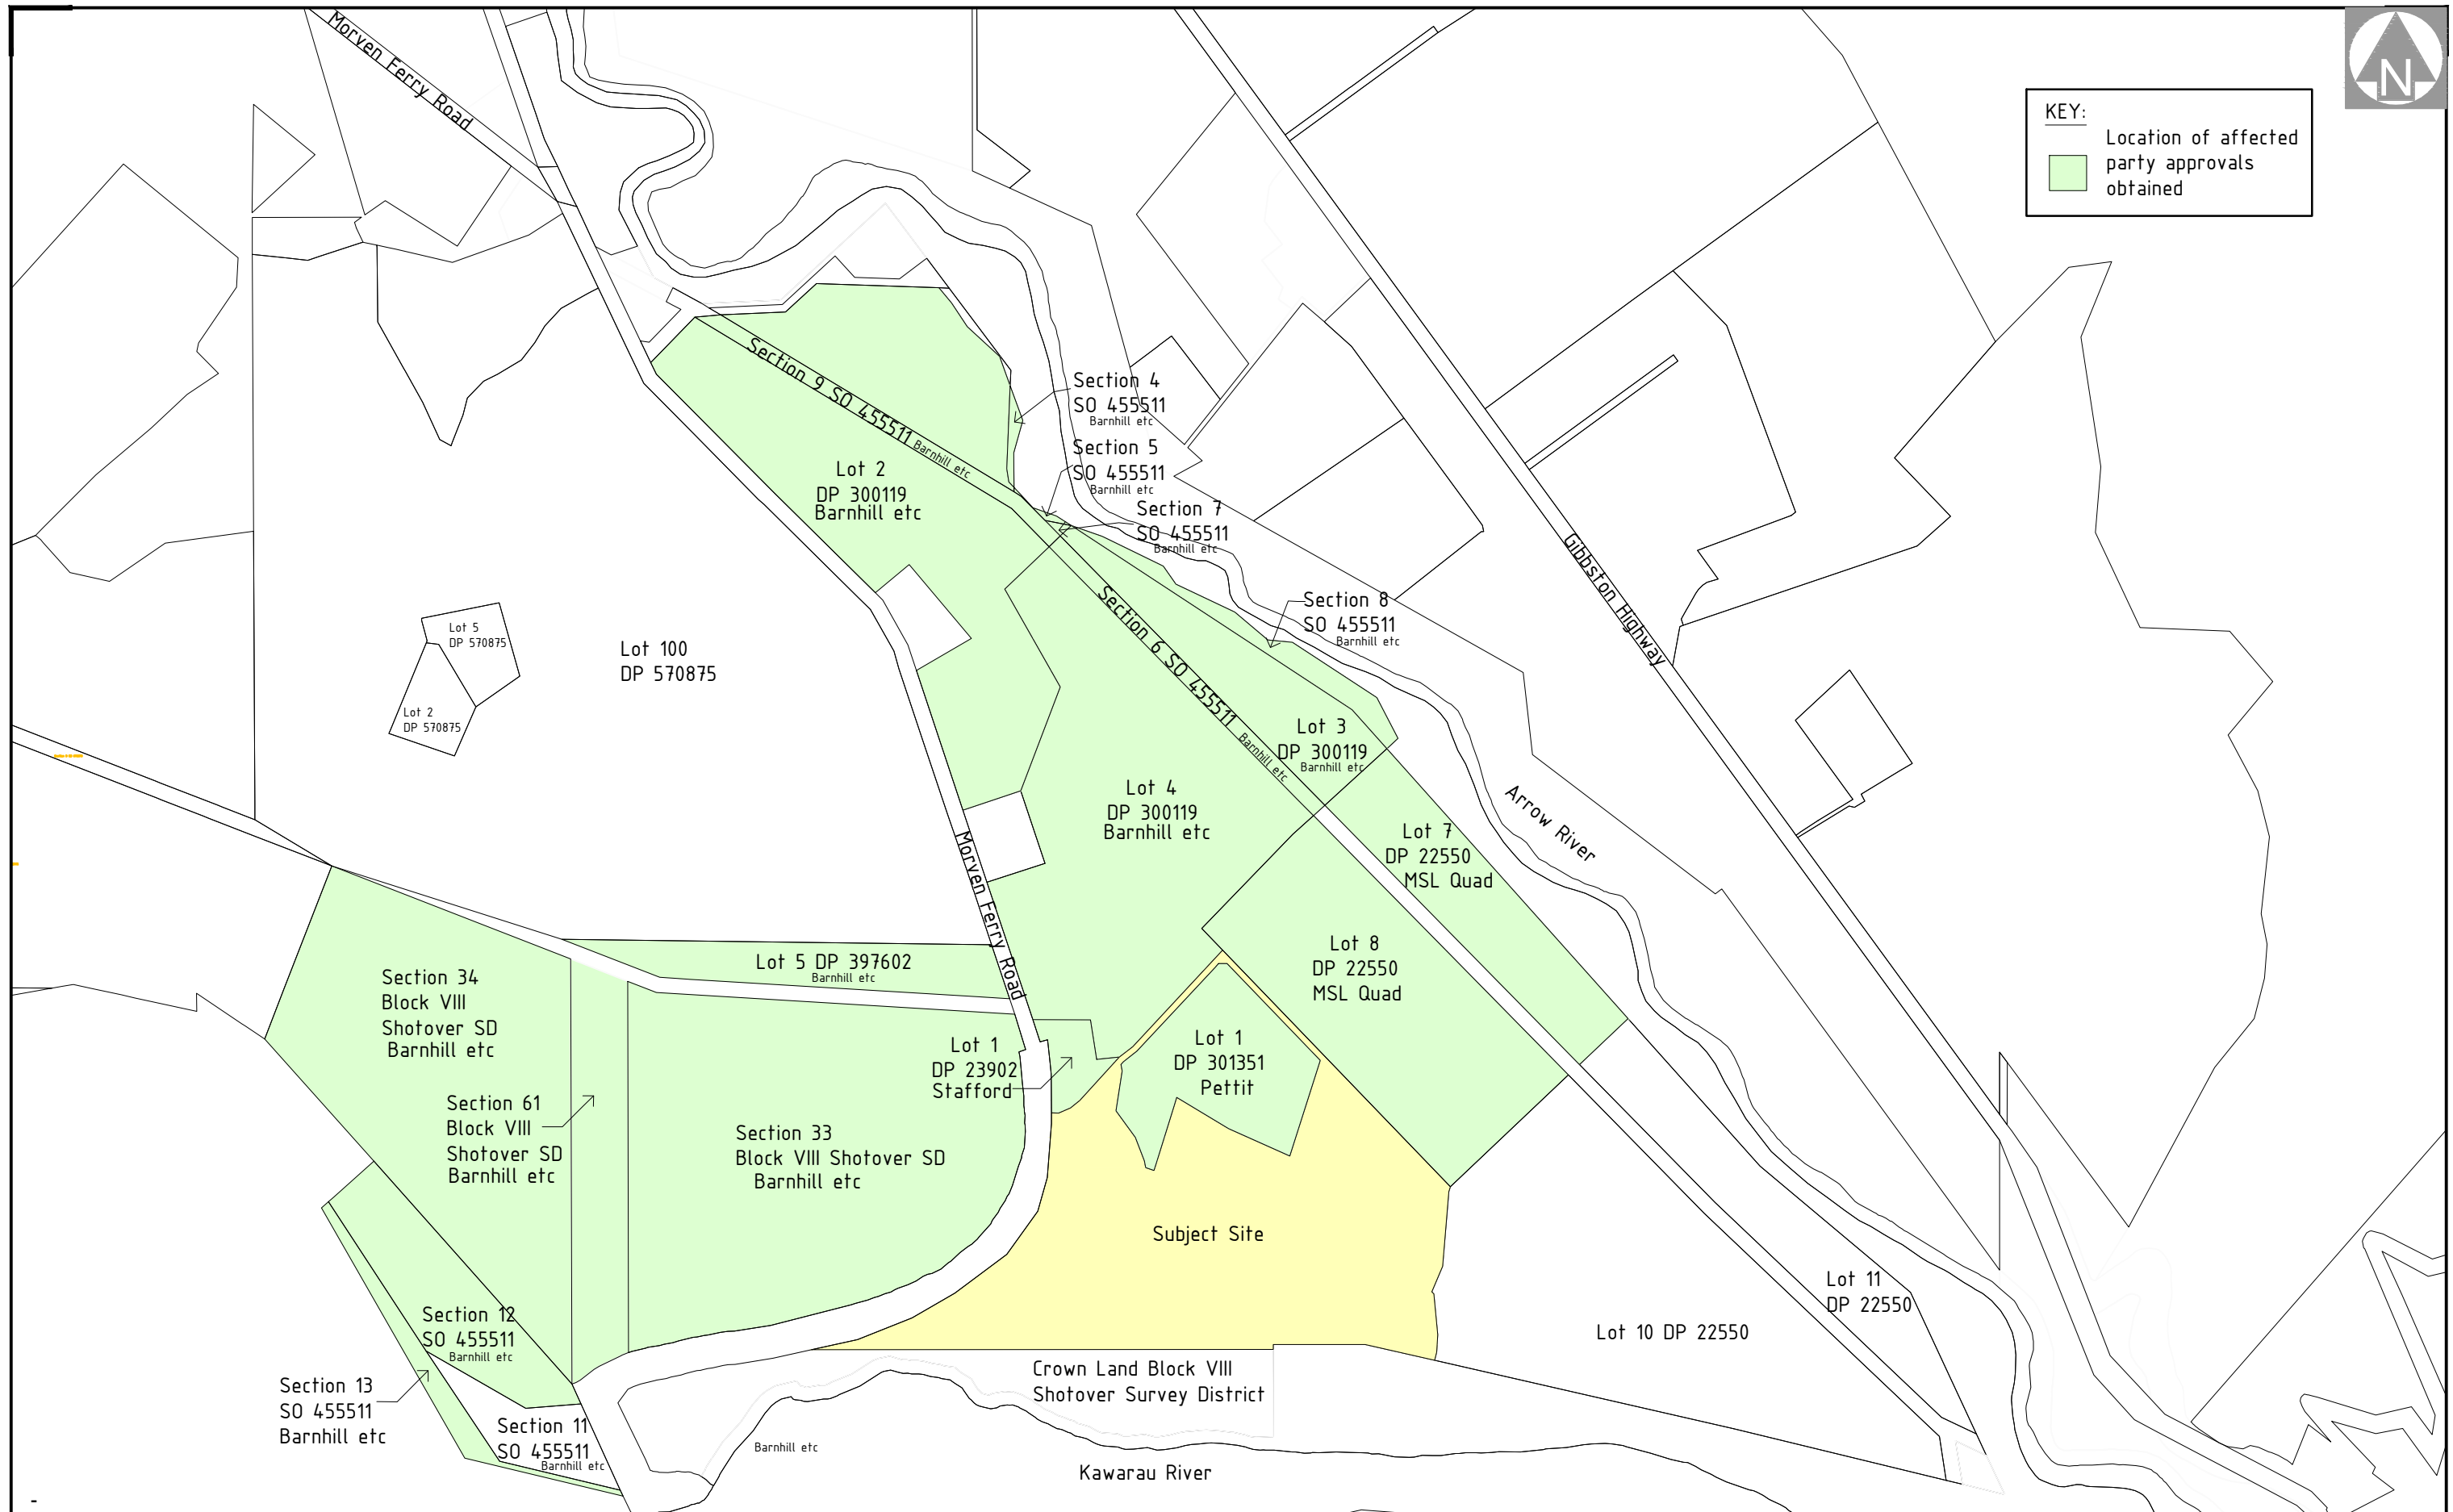 Morven Ferry Road
N
KEY:
Location of affected
party approvals
obtained
Section 9 SO 455511 Barnhill etc
Section 4
SO 455511
Barnhill etc
Section 5
SO 455511
Barnhill etc
Section 7
SO 455511
Barnhill etc
Lot 2
DP 300119
Barnhill etc
Gibbston Highway
Section 8
SO 455511
Barnhill etc
Section 6 SO 455511
Barnhill etc
Lot 5
DP 570875
Lot 100
DP 570875
Lot 2
DP 570875
Lot 3
DP 300119
Barnhill etc
Lot 4
DP 300119
Barnhill etc
Arrow River
Lot 7
DP 22550
MSL Quad
Morven Ferry Road
Lot 8
DP 22550
MSL Quad
Lot 5 DP 397602
Barnhill etc
Section 34
Block VIII
Shotover SD
Barnhill etc
Lot 1
DP 23902
Stafford
Lot 1
DP 301351
Pettit
Section 61
Block VIII
Shotover SD
Barnhill etc
Section 33
Block VIII Shotover SD
Barnhill etc
Subject Site
Lot 11
DP 22550
Lot 10 DP 22550
Section 12
SO 455511
Barnhill etc
Crown Land Block VIII
Shotover Survey District
Section 13
SO 455511
Barnhill etc
Section 11
SO 455511
Barnhill etc
Barnhill etc
Kawarau River
-